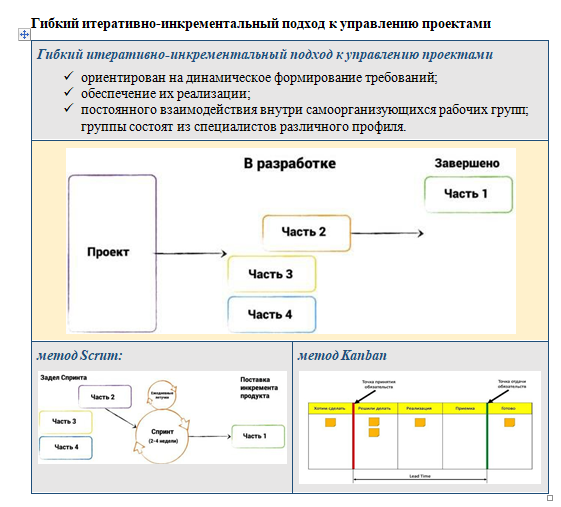 Гибкий итеративно-инкрементальный подход к управлению проектами
Гибкий итеративно-инкрементальный подход к управлению проектами
✓ ориентирован на динамическое формирование требований;
✓ обеспечение их реализации;
✓ постоянного взаимодействия внутри самоорганизующихся рабочих групп;
группы состоят из специалистов различного профиля.
В разработке
Завершено
Часть 1
Проект
Часть 2
Часть 3
Часть 4
метод Scrum:
Задел Спринта
Поставка
инкремента
продукта
Часть 2
Ежедневные
летучки
Часть 3
Часть 4
Спринт
(2-4 недели)
Часть 1
метод Kanban
Точка принятия
обязательств
Точка отдачи
обязательств
Хотим сделать
Решили делать
Реализация
Приемка
Готово
Lead Time